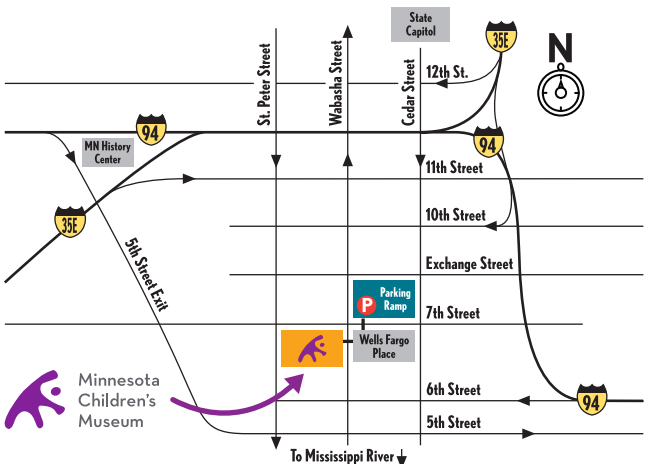 State
Capitol
35E
N
St. Peter Street
Wabasha Street
Cedar Street
12th St.
94
MN History
Center
94
11th Street
35E
10th Street
5th Street Exit
Exchange Street
P
Parking
Ramp
7th Street
Wells Fargo
Place
Minnesota
Children's
Museum
6th Street
94
5th Street
To Mississippi River